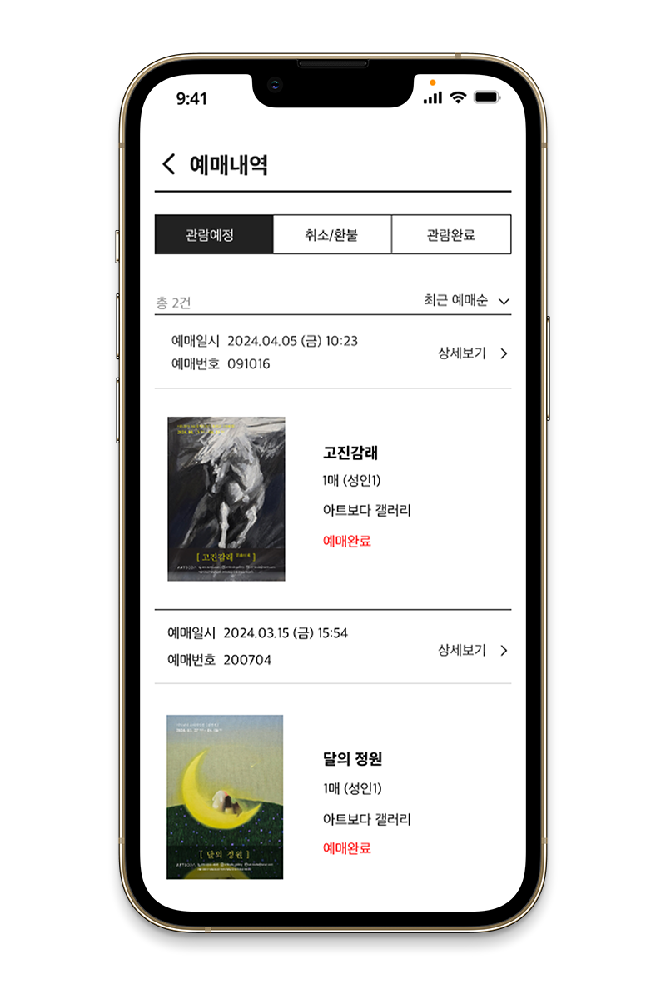 9:41
예매내역
관람예정 취소/환불 관람완료
총 2건 최근 예매순
예매일시 2024.04.05 (금) 10:23
예매번호 091016
상세보기
고진감래
1매 (성인1)
아트보다 갤러리
예매완료
[ 고진감래 ]
ARTBODA
예매일시 2024.03.15 (금) 15:54
예매번호 200704
상세보기
달의 정원
1매 (성인1)
아트보다 갤러리
예매완료
[ 달의 정원 ]
ARTBODA